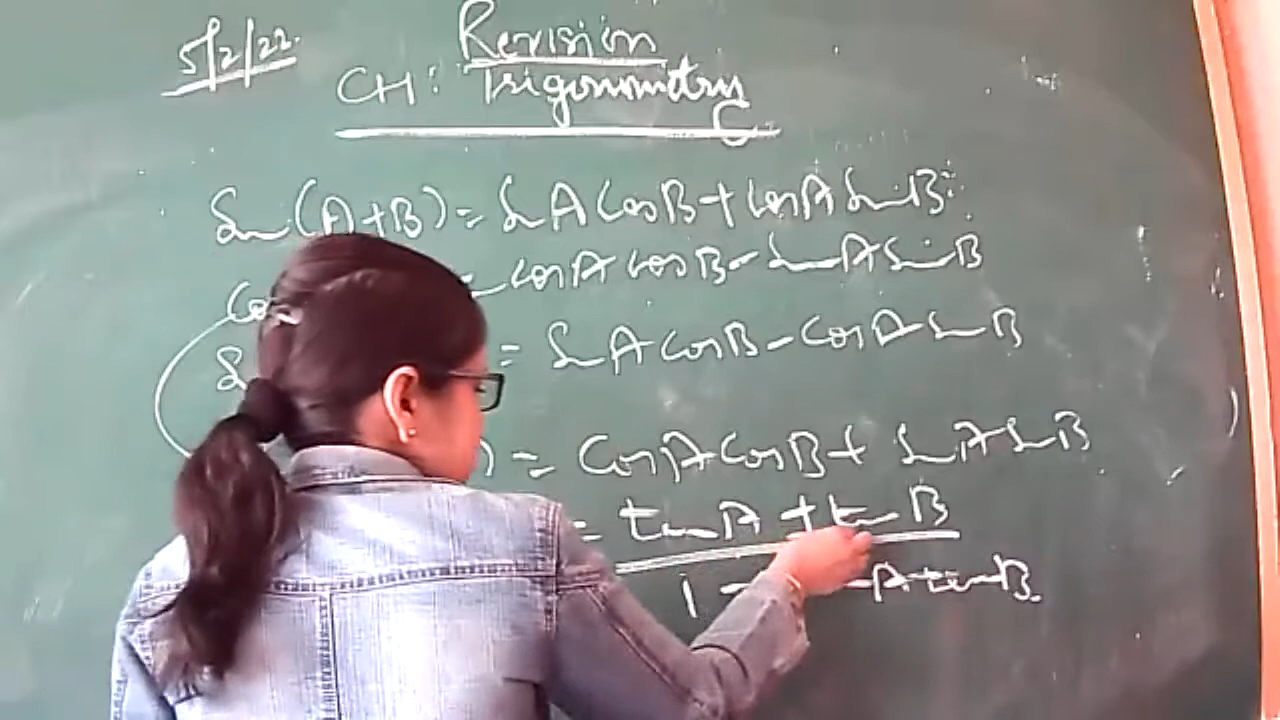 5/2/22.
Revision
CH: Trigonometry
Sin(A+B) = SinA CosB + CosA SinB
Cos = CosA CosB - SinA SinB
= SinA CosB - CosA SinB
) = CosA CosB + SinA SinB
= tanA + tanB
1 - A tanB.